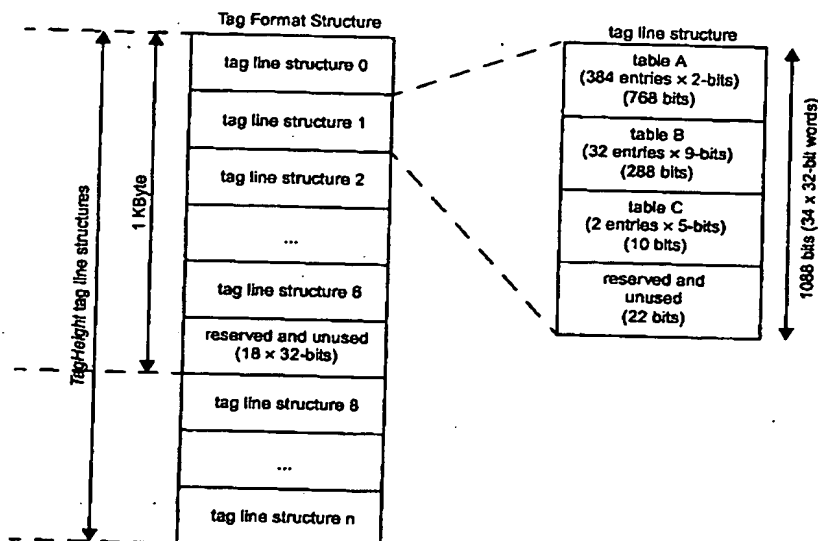 Tag Format Structure
tag line structure 0
tag line structure 1
tag line structure 2
...
tag line structure 6
reserved and unused
(18 × 32-bits)
tag line structure 8
...
tag line structure n
TagHeight tag line structures
1 KByte
tag line structure
table A
(384 entries × 2-bits)
(768 bits)
table B
(32 entries × 9-bits)
(288 bits)
table C
(2 entries × 5-bits)
(10 bits)
reserved and
unused
(22 bits)
1088 bits (34 x 32-bit words)